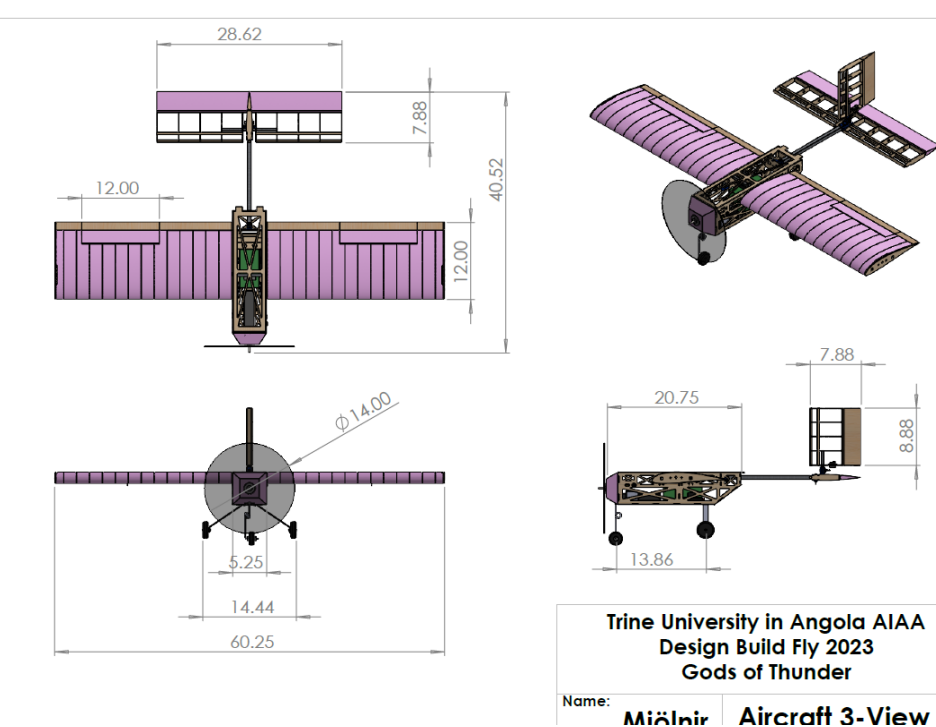 28.62
7.88
40.52
12.00
12.00
Ø14.00
5.25
14.44
60.25
7.88
20.75
8.88
13.86
Trine University in Angola AIAA
Design Build Fly 2023
Gods of Thunder
Name:
Mjölnir
Aircraft 3-View